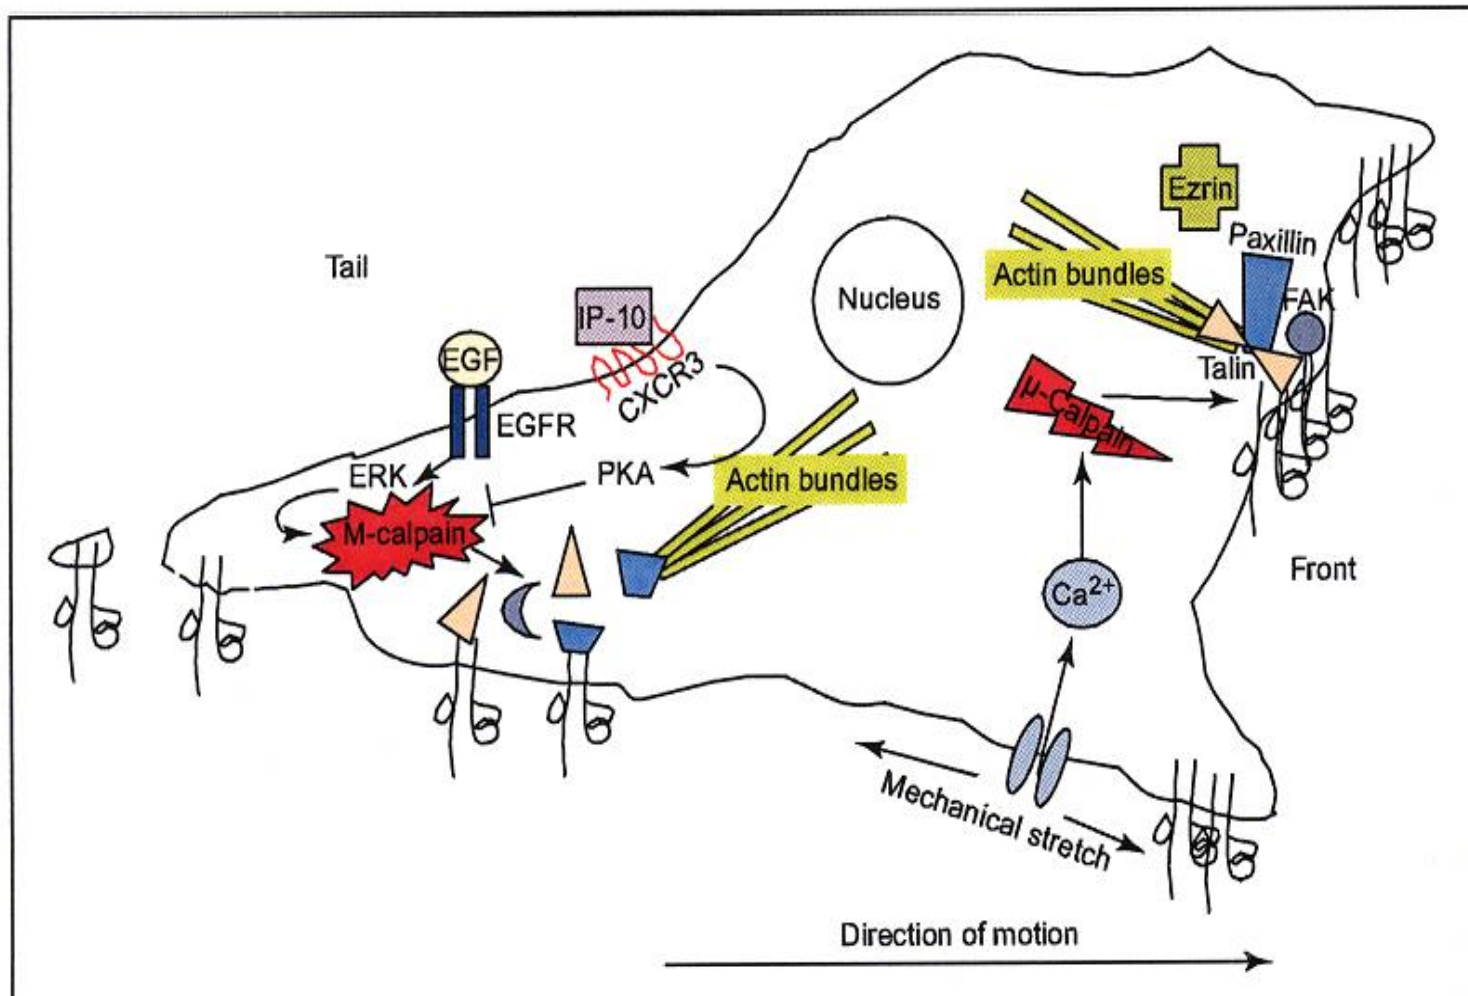 Ezrin
Paxillin
Tail
Actin bundles
Nucleus
FAK
IP-10
EGF
Talin
CXCR3
μ-Calpain
EGFR
ERK
PKA
Actin bundles
M-calpain
Ca2+
Front
Mechanical stretch
Direction of motion